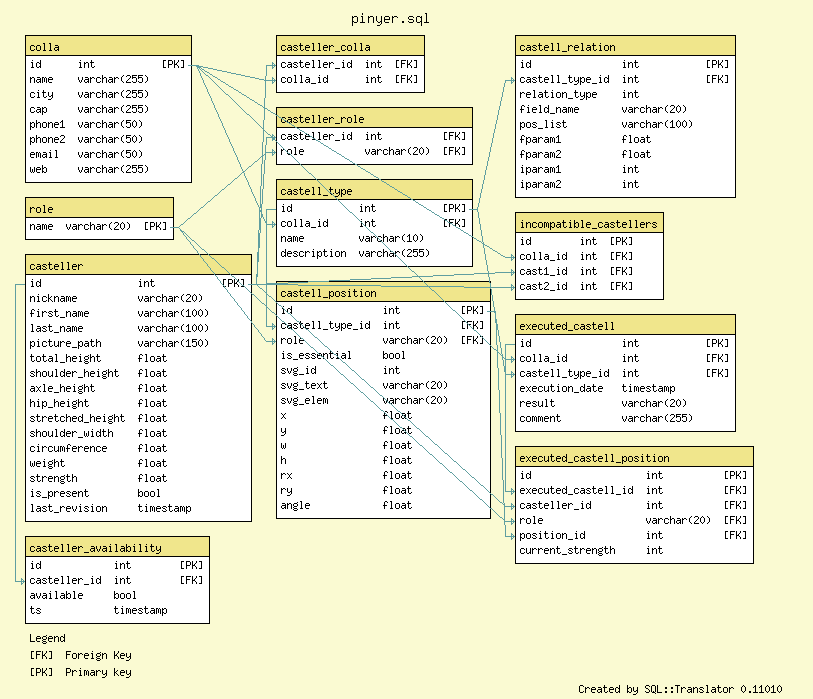 pinyer.sql
colla
id int [PK]
name varchar(255)
city varchar(255)
cap varchar(255)
phone1 varchar(50)
phone2 varchar(50)
email varchar(50)
web varchar(255)
role
name varchar(20) [PK]
casteller
id int [PK]
nickname varchar(20)
first_name varchar(100)
last_name varchar(100)
picture_path varchar(150)
total_height float
shoulder_height float
axle_height float
hip_height float
stretched_height float
shoulder_width float
circumference float
weight float
strength float
is_present bool
last_revision timestamp
casteller_availability
id int [PK]
casteller_id int [FK]
available bool
ts timestamp
casteller_colla
casteller_id int [FK]
colla_id int [FK]
casteller_role
casteller_id int [FK]
role varchar(20) [FK]
castell_type
id int [PK]
colla_id int [FK]
name varchar(10)
description varchar(255)
castell_position
id int [PK]
castell_type_id int [FK]
role varchar(20) [FK]
is_essential bool
svg_id int
svg_text varchar(20)
svg_elem varchar(20)
x float
y float
w float
h float
rx float
ry float
angle float
castell_relation
id int [PK]
castell_type_id int [FK]
relation_type int
field_name varchar(20)
pos_list varchar(100)
fparam1 float
fparam2 float
iparam1 int
iparam2 int
incompatible_castellers
id int [PK]
colla_id int [FK]
cast1_id int [FK]
cast2_id int [FK]
executed_castell
id int [PK]
colla_id int [FK]
castell_type_id int [FK]
execution_date timestamp
result varchar(20)
comment varchar(255)
executed_castell_position
id int [PK]
executed_castell_id int [FK]
casteller_id int [FK]
role varchar(20) [FK]
position_id int [FK]
current_strength int
Legend
[FK] Foreign Key
[PK] Primary key
Created by SQL::Translator 0.11010